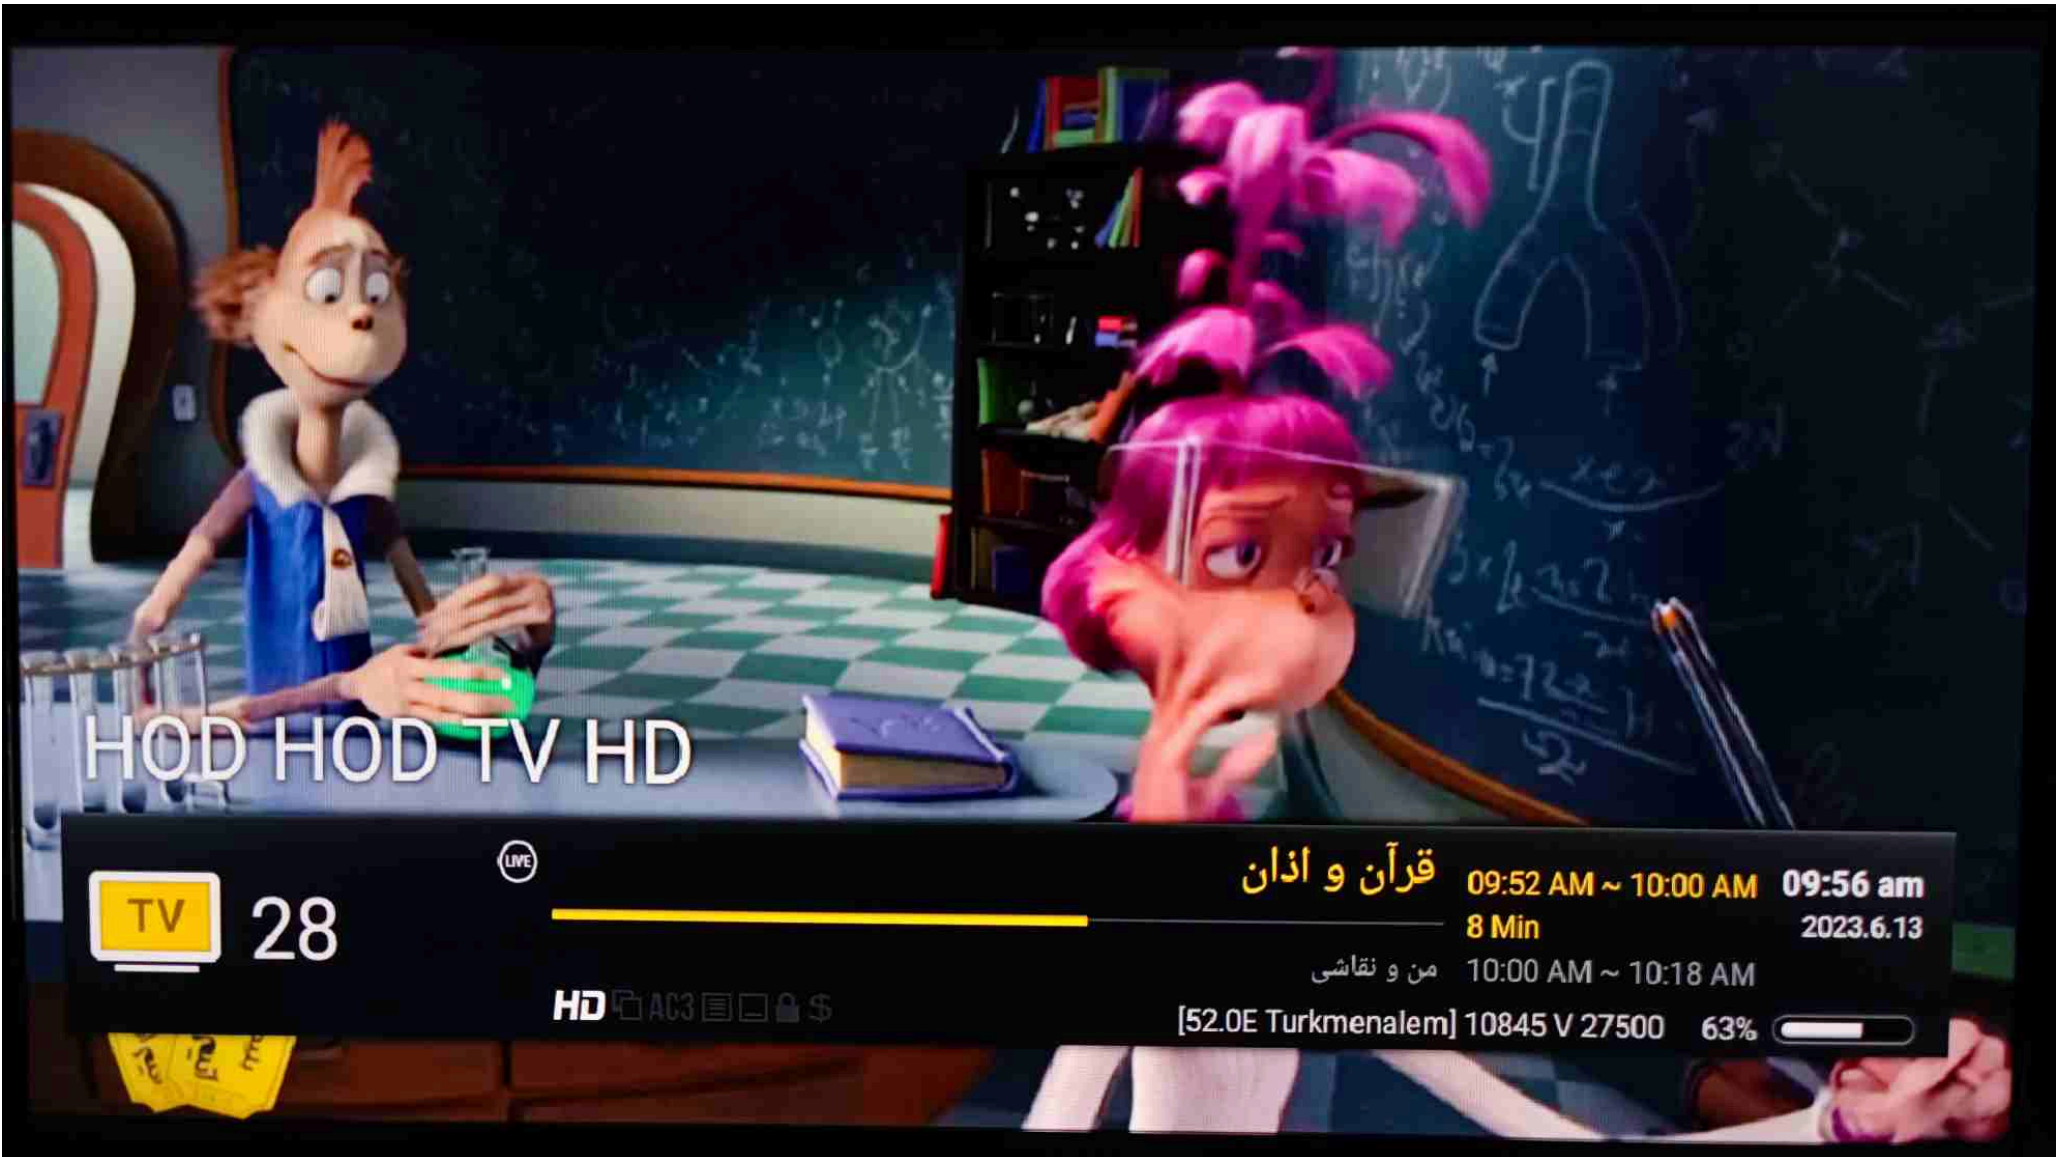 HOD HOD TV HD
TV
28
LIVE
قرآن و اذان
09:52 AM ~ 10:00 AM
09:56 am
8 Min
2023.6.13
من و نقاشی
10:00 AM ~ 10:18 AM
HD AC3 $
[52.0E Turkmenalem] 10845 V 27500
63%